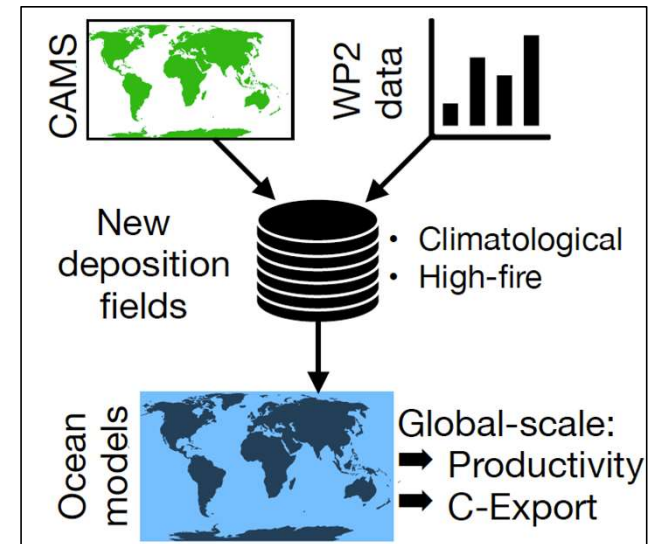 CAMS
WP2
data
New
deposition
fields
• Climatological
• High-fire
Ocean
models
Global-scale:
➡ Productivity
➡ C-Export